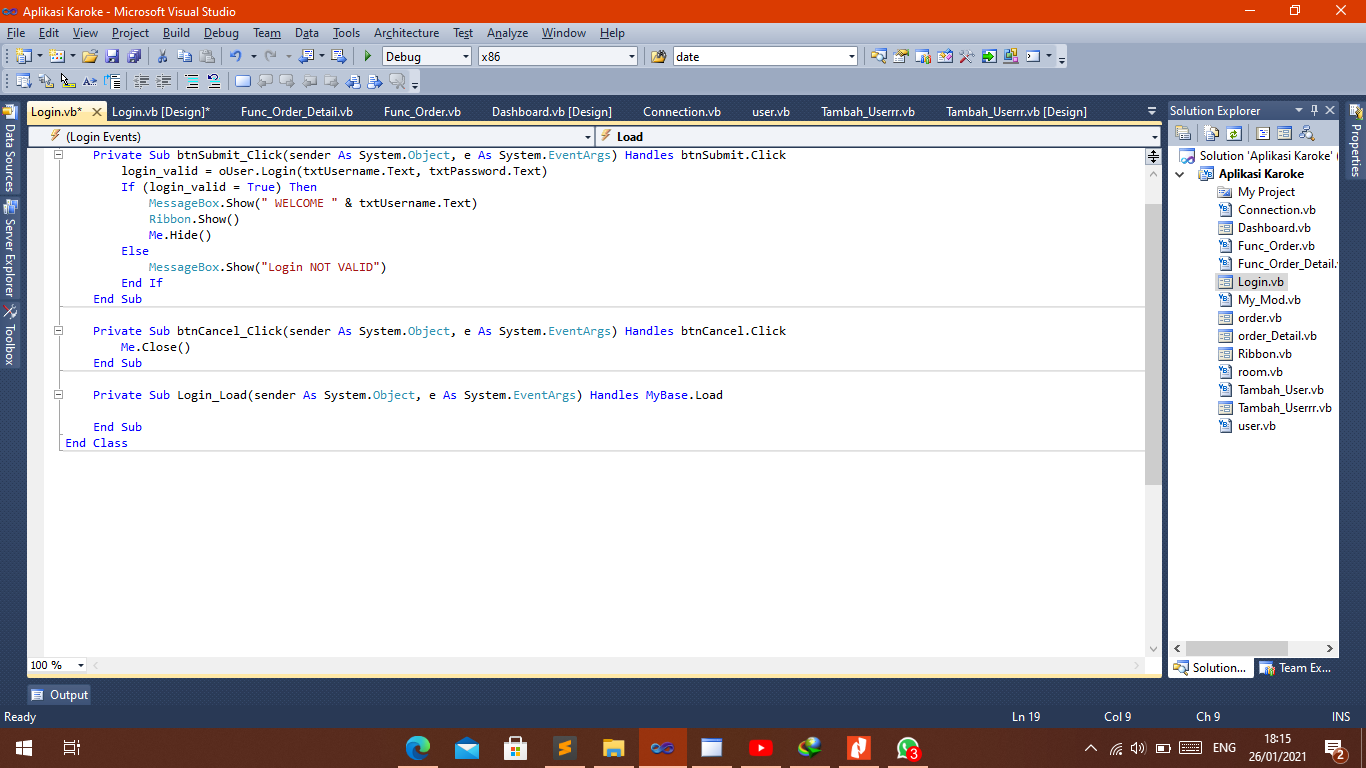 Aplikasi Karoke - Microsoft Visual Studio
File Edit View Project Build Debug Team Data Tools Architecture Test Analyze Window Help
Debug x86 date
Login.vb* Login.vb [Design]* Func_Order_Detail.vb Func_Order.vb Dashboard.vb [Design] Connection.vb user.vb Tambah_Userrr.vb Tambah_Userrr.vb [Design]
(Login Events) Load
Private Sub btnSubmit_Click(sender As System.Object, e As System.EventArgs) Handles btnSubmit.Click
login_valid = oUser.Login(txtUsername.Text, txtPassword.Text)
If (login_valid = True) Then
MessageBox.Show(" WELCOME " & txtUsername.Text)
Ribbon.Show()
Me.Hide()
Else
MessageBox.Show("Login NOT VALID")
End If
End Sub
Private Sub btnCancel_Click(sender As System.Object, e As System.EventArgs) Handles btnCancel.Click
Me.Close()
End Sub
Private Sub Login_Load(sender As System.Object, e As System.EventArgs) Handles MyBase.Load
End Sub
End Class
100 %
Data Sources
Server Explorer
Toolbox
Solution Explorer
Solution 'Aplikasi Karoke' (
Aplikasi Karoke
My Project
Connection.vb
Dashboard.vb
Func_Order.vb
Func_Order_Detail.
Login.vb
My_Mod.vb
order.vb
order_Detail.vb
Ribbon.vb
room.vb
Tambah_User.vb
Tambah_Userrr.vb
user.vb
Solution... Team Ex...
Properties
Output
Ready Ln 19 Col 9 Ch 9 INS
3 ENG 18:15 2
26/01/2021